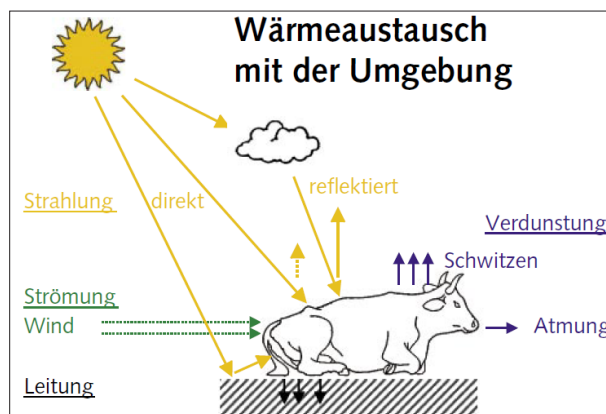 Wärmeaustausch
mit der Umgebung
reflektiert
Strahlung
direkt
Verdunstung
Schwitzen
Strömung
Wind
Atmung
Leitung